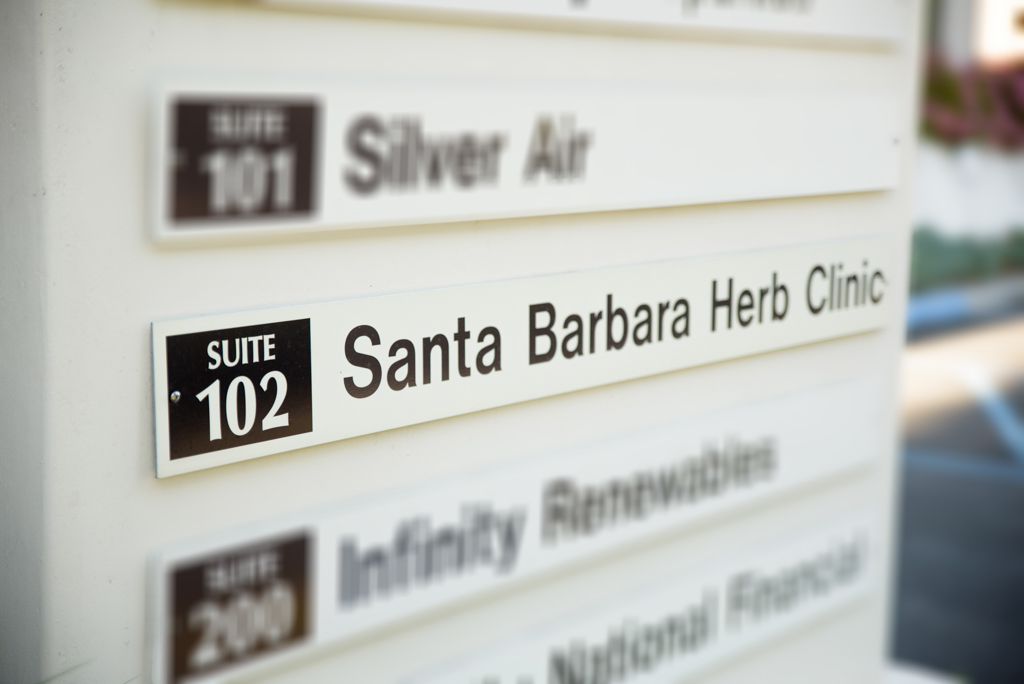 SUITE 101 Silver Air
SUITE 102 Santa Barbara Herb Clinic
SUITE 200 Infinity Renewables
National Financial